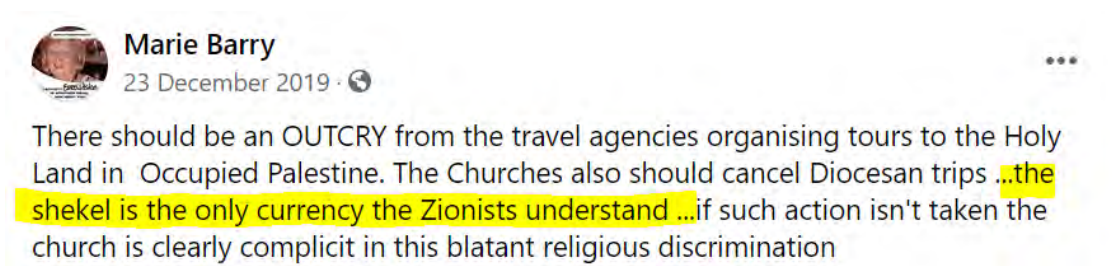 Marie Barry
23 December 2019 ·
There should be an OUTCRY from the travel agencies organising tours to the Holy
Land in Occupied Palestine. The Churches also should cancel Diocesan trips ...the
shekel is the only currency the Zionists understand ...if such action isn't taken the
church is clearly complicit in this blatant religious discrimination